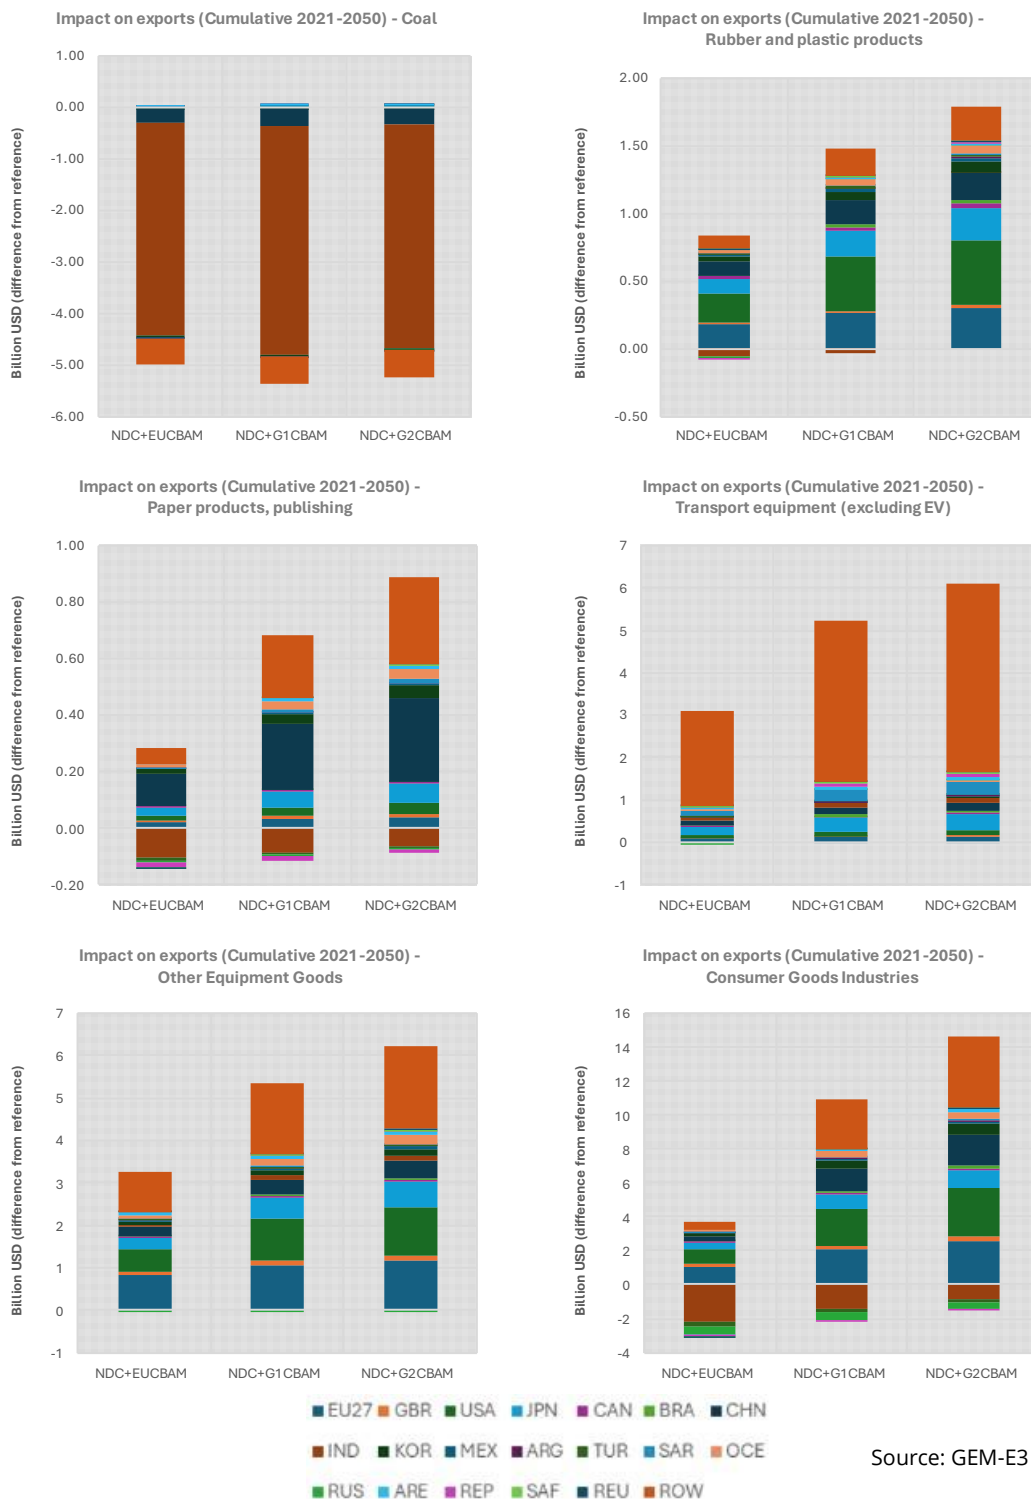 Impact on exports (Cumulative 2021-2050) - Coal
Billion USD (difference from reference)
1.00
0.00
-1.00
-2.00
-3.00
-4.00
-5.00
-6.00
NDC+EUCBAM
NDC+G1CBAM
NDC+G2CBAM
Impact on exports (Cumulative 2021-2050) -
Rubber and plastic products
Billion USD (difference from reference)
2.00
1.50
1.00
0.50
0.00
-0.50
NDC+EUCBAM
NDC+G1CBAM
NDC+G2CBAM
Impact on exports (Cumulative 2021-2050) -
Paper products, publishing
Billion USD (difference from reference)
1.00
0.80
0.60
0.40
0.20
0.00
-0.20
NDC+EUCBAM
NDC+G1CBAM
NDC+G2CBAM
Impact on exports (Cumulative 2021-2050) -
Transport equipment (excluding EV)
Billion USD (difference from reference)
7
6
5
4
3
2
1
0
-1
NDC+EUCBAM
NDC+G1CBAM
NDC+G2CBAM
Impact on exports (Cumulative 2021-2050) -
Other Equipment Goods
Billion USD (difference from reference)
7
6
5
4
3
2
1
0
-1
NDC+EUCBAM
NDC+G1CBAM
NDC+G2CBAM
Impact on exports (Cumulative 2021-2050) -
Consumer Goods Industries
Billion USD (difference from reference)
16
14
12
10
8
6
4
2
0
-2
-4
NDC+EUCBAM
NDC+G1CBAM
NDC+G2CBAM
EU27 GBR USA JPN CAN BRA CHN
IND KOR MEX ARG TUR SAR OCE
RUS ARE REP SAF REU ROW
Source: GEM-E3